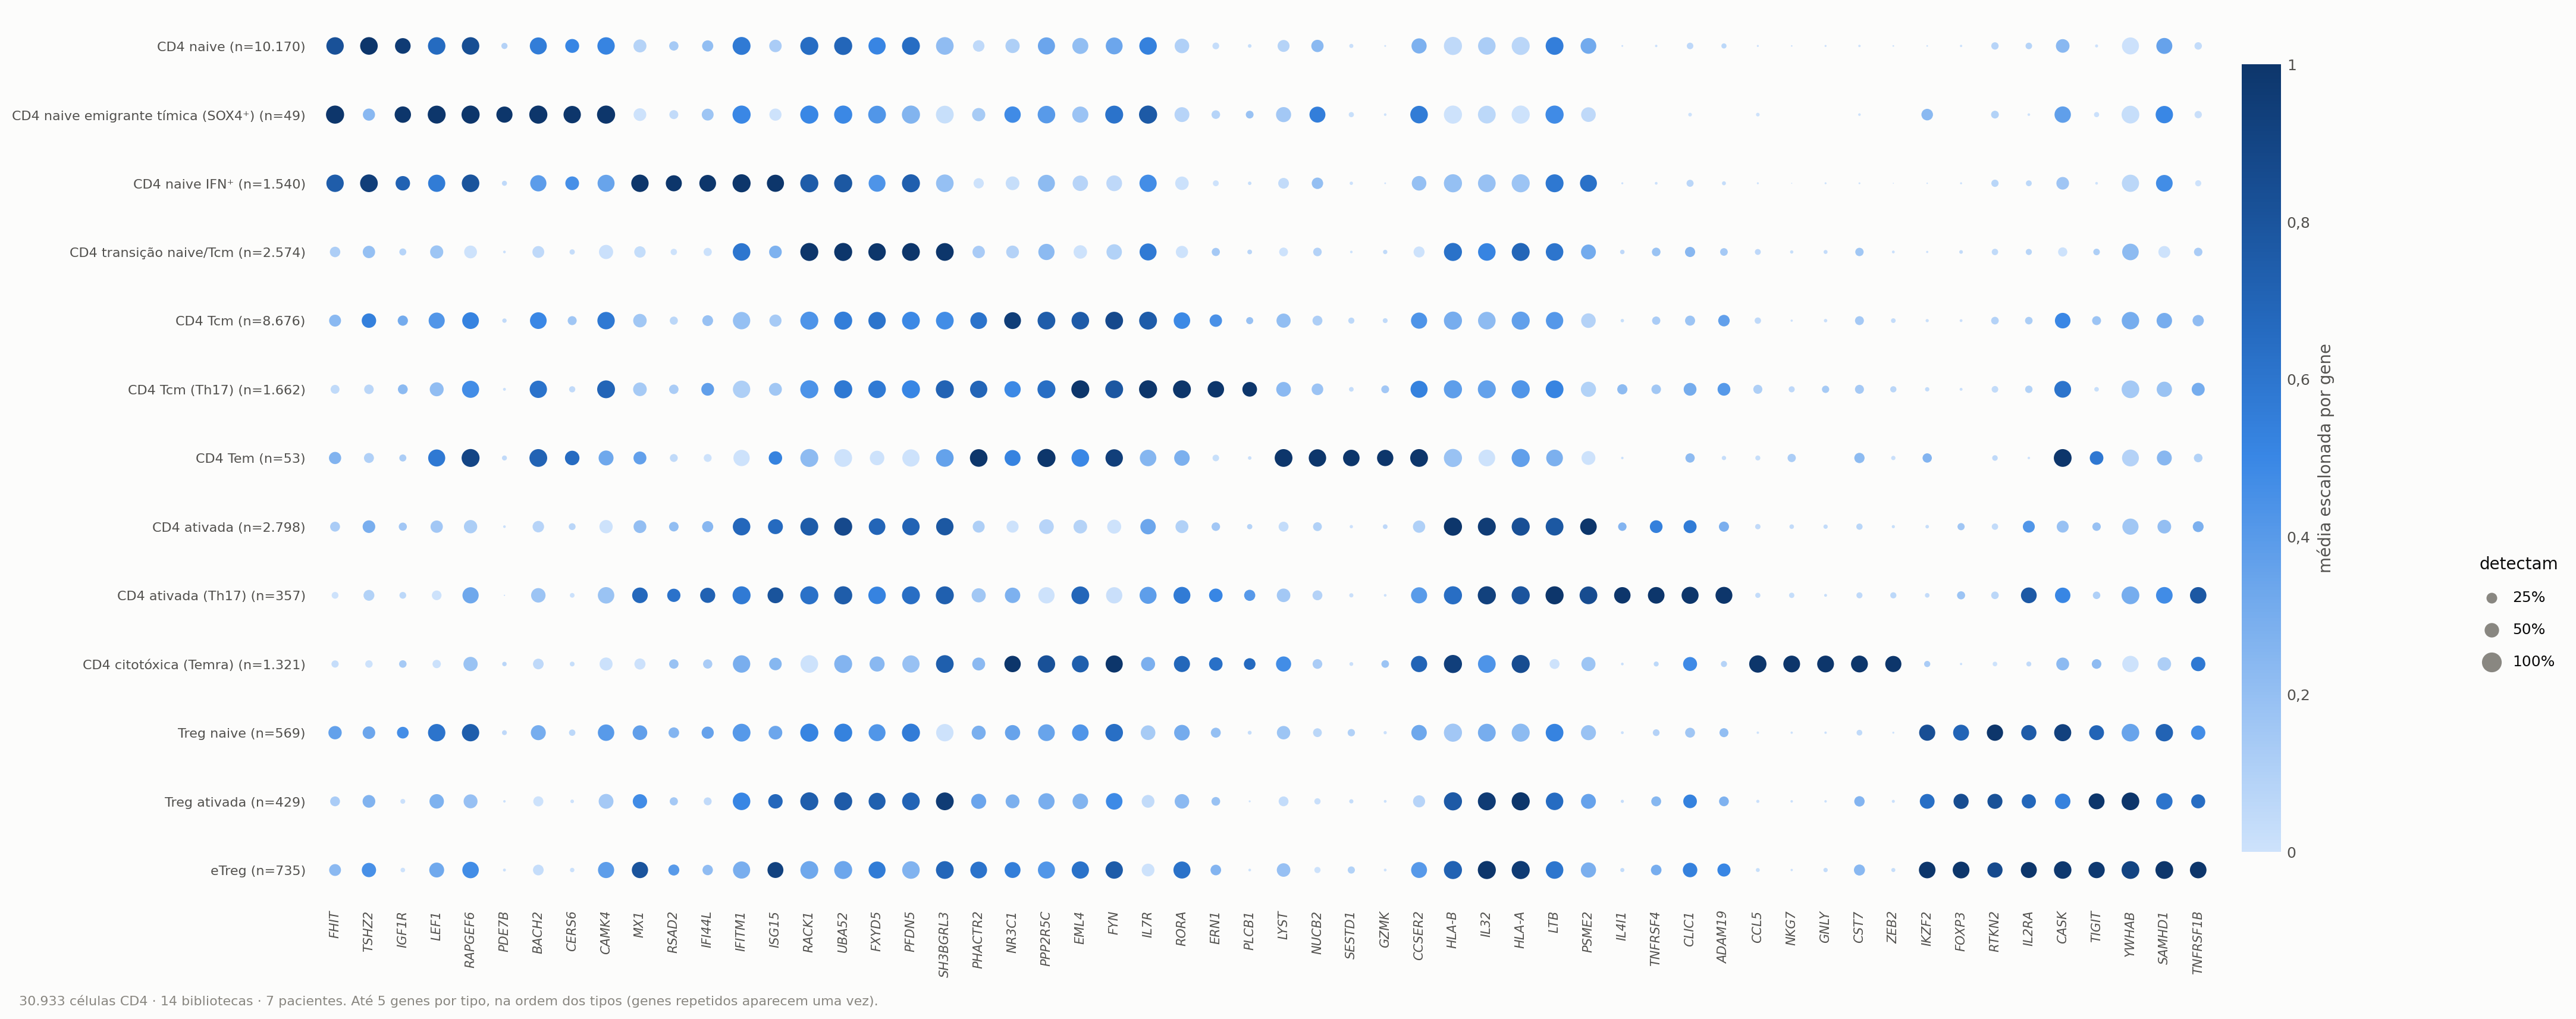 CD4 naive (n=10.170)
CD4 naive emigrante tímica (SOX4⁺) (n=49)
CD4 naive IFN⁺ (n=1.540)
CD4 transição naive/Tcm (n=2.574)
CD4 Tcm (n=8.676)
CD4 Tcm (Th17) (n=1.662)
CD4 Tem (n=53)
CD4 ativada (n=2.798)
CD4 ativada (Th17) (n=357)
CD4 citotóxica (Temra) (n=1.321)
Treg naive (n=569)
Treg ativada (n=429)
eTreg (n=735)
FHIT
TSHZ2
IGF1R
LEF1
RAPGEF6
PDE7B
BACH2
CERS6
CAMK4
MX1
RSAD2
IFI44L
IFITM1
ISG15
RACK1
UBA52
FXYD5
PFDN5
SH3BGRL3
PHACTR2
NR3C1
PPP2R5C
EML4
FYN
IL7R
RORA
ERN1
PLCB1
LYST
NUCB2
SESTD1
GZMK
CCSER2
HLA-B
IL32
HLA-A
LTB
PSME2
IL4I1
TNFRSF4
CLIC1
ADAM19
CCL5
NKG7
GNLY
CST7
ZEB2
IKZF2
FOXP3
RTKN2
IL2RA
CASK
TIGIT
YWHAB
SAMHD1
TNFRSF1B
1
0,8
0,6
0,4
0,2
0
média escalonada por gene
detectam
25%
50%
100%
30.933 células CD4 · 14 bibliotecas · 7 pacientes. Até 5 genes por tipo, na ordem dos tipos (genes repetidos aparecem uma vez).